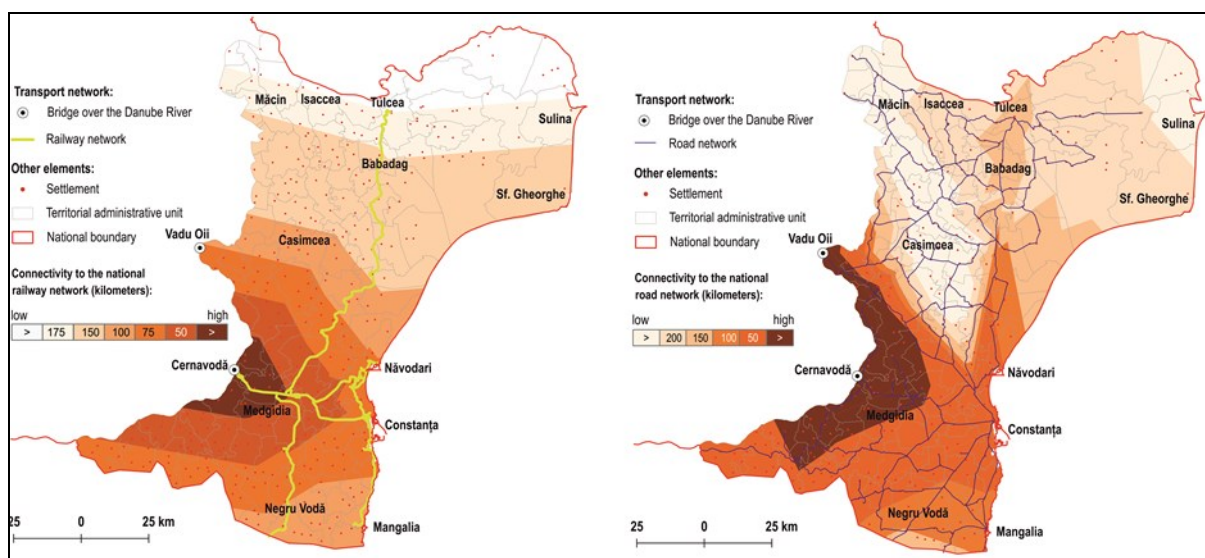 Transport network:
Bridge over the Danube River
Railway network
Other elements:
Settlement
Territorial administrative unit
National boundary
Connectivity to the national
railway network (kilometers):
low high
> 175 150 100 75 50 >
Măcin Isaccea Tulcea
Sulina
Babadag
Sf. Gheorghe
Vadu Oii
Casimcea
Cernavodă
Năvodari
Medgidia
Constanța
Negru Vodă
Mangalia
25 0 25 km
Transport network:
Bridge over the Danube River
Road network
Other elements:
Settlement
Territorial administrative unit
National boundary
Connectivity to the national
road network (kilometers):
low high
> 200 150 100 50 >
Măcin Isaccea Tulcea
Sulina
Babadag
Sf. Gheorghe
Vadu Oii
Casimcea
Cernavodă
Năvodari
Medgidia
Constanța
Negru Vodă
Mangalia
25 0 25 km